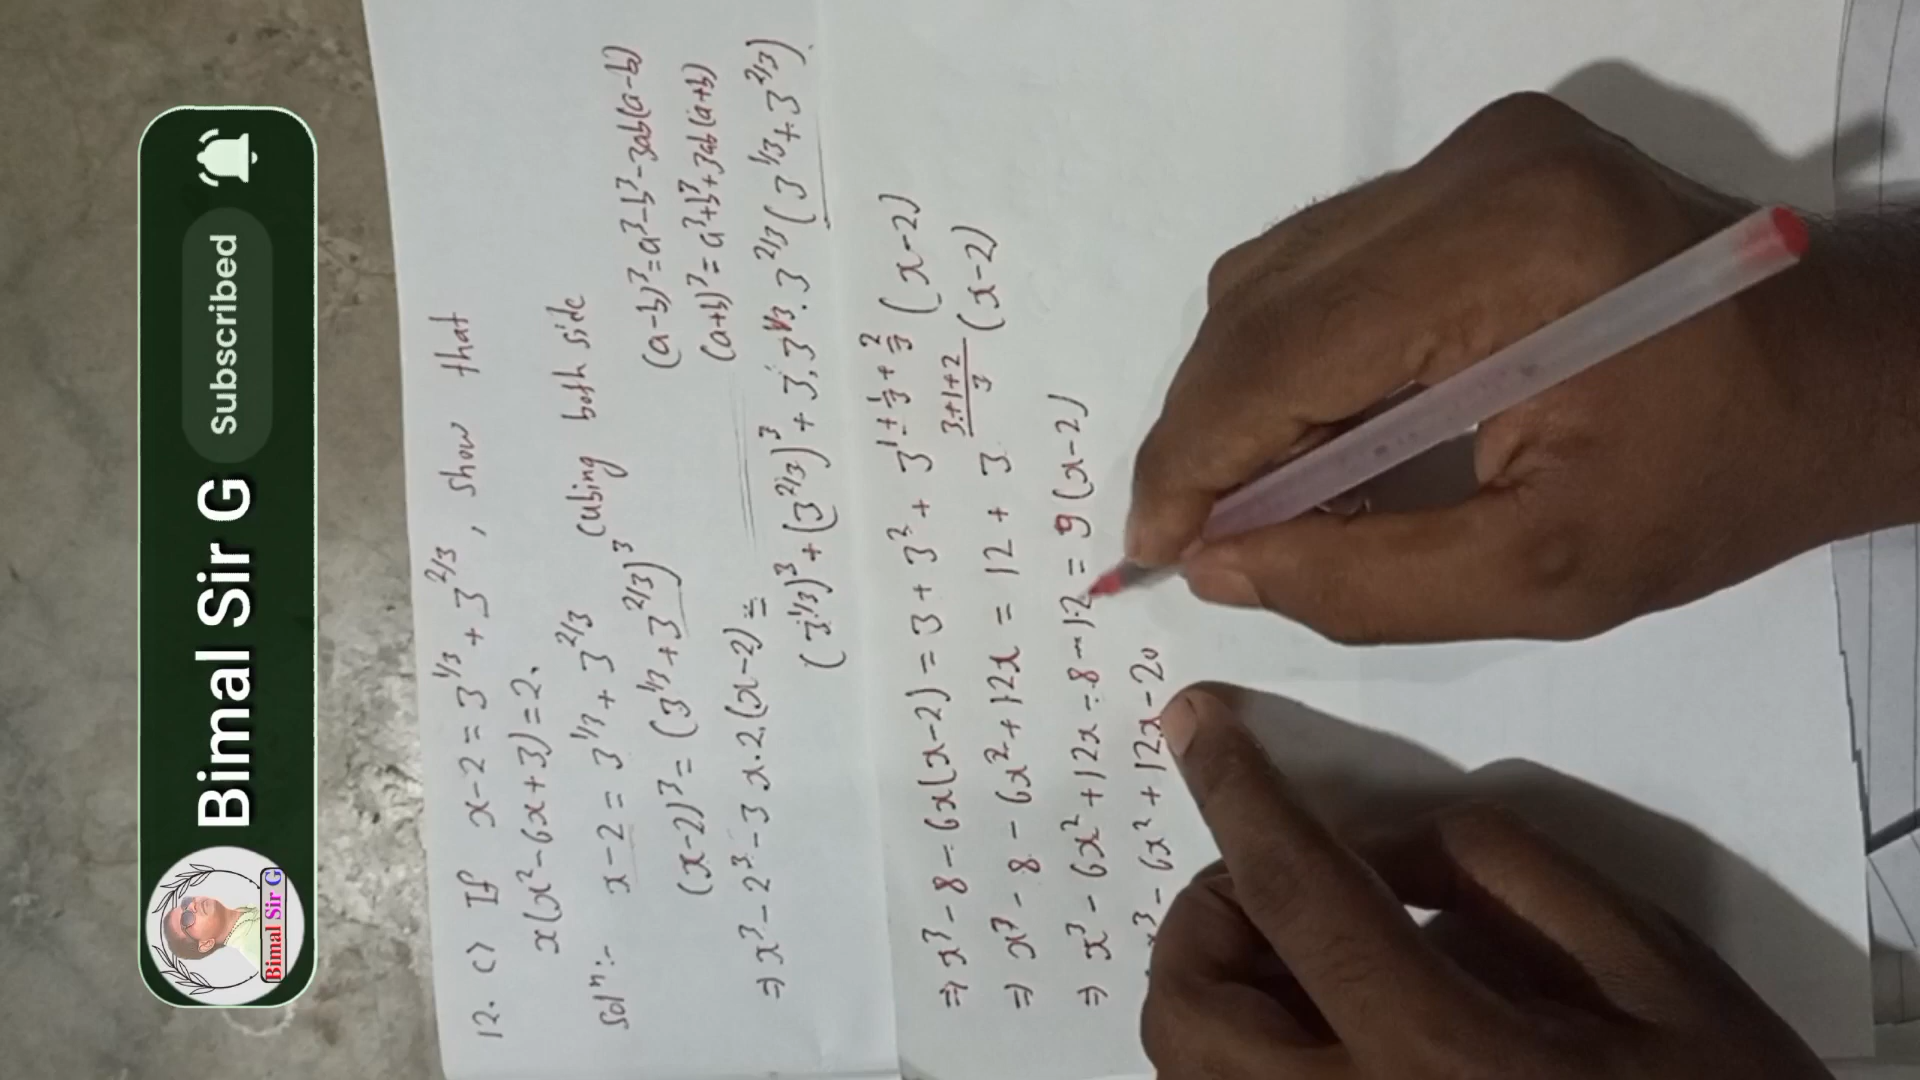 Bimal Sir G
Subscribed
Bimal Sir G
12. c) If x-2 = 3^1/3 + 3^2/3, show that
x(x²-6x+3)=2.
Solⁿ:- x-2 = 3^1/3 + 3^2/3 Cubing both side
(x-2)³ = (3^1/3 + 3^2/3)³
(a-b)³=a³-b³-3ab(a-b)
(a+b)³=a³+b³+3ab(a+b)
⇒ x³-2³-3.x.2.(x-2) =
(3^1/3)³+(3^2/3)³ + 3.3^1/3.3^2/3(3^1/3+3^2/3)
⇒ x³-8-6x(x-2) = 3+3²+3^1+1/3+2/3 (x-2)
⇒ x³-8-6x²+12x = 12+3^3+1+2/3 (x-2)
⇒ x³-6x²+12x-8-12 = 9(x-2)
x³-6x²+12x-20